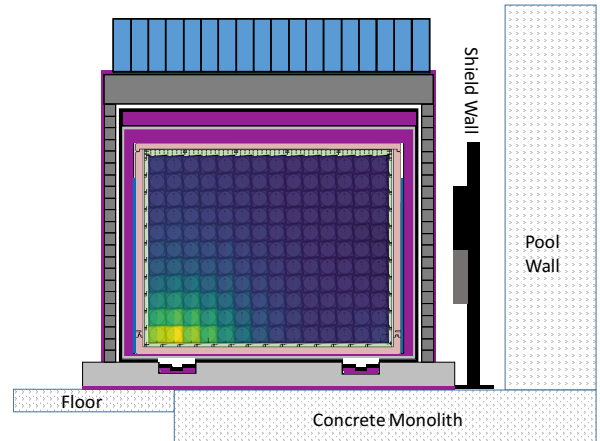 Shield Wall
Pool
Wall
Floor
Concrete Monolith